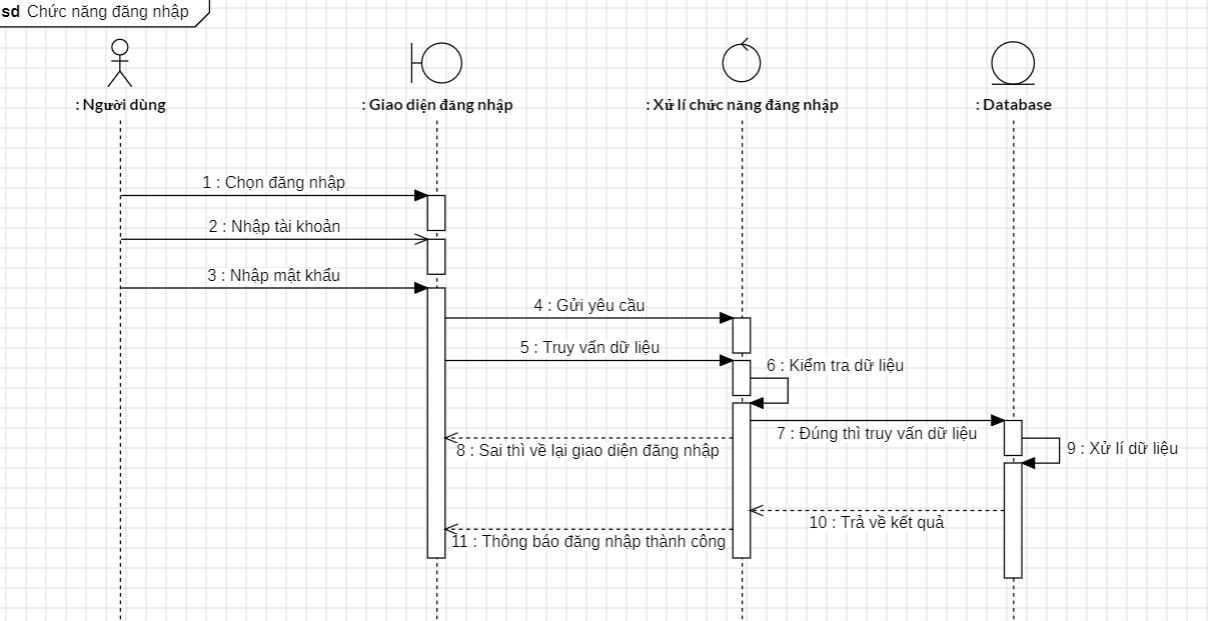 sd Chức năng đăng nhập
: Người dùng
: Giao diện đăng nhập
: Xử lí chức năng đăng nhập
: Database
1 : Chọn đăng nhập
2 : Nhập tài khoản
3 : Nhập mật khẩu
4 : Gửi yêu cầu
5 : Truy vấn dữ liệu
6 : Kiểm tra dữ liệu
7 : Đúng thì truy vấn dữ liệu
8 : Sai thì về lại giao diện đăng nhập
9 : Xử lí dữ liệu
10 : Trả về kết quả
11 : Thông báo đăng nhập thành công